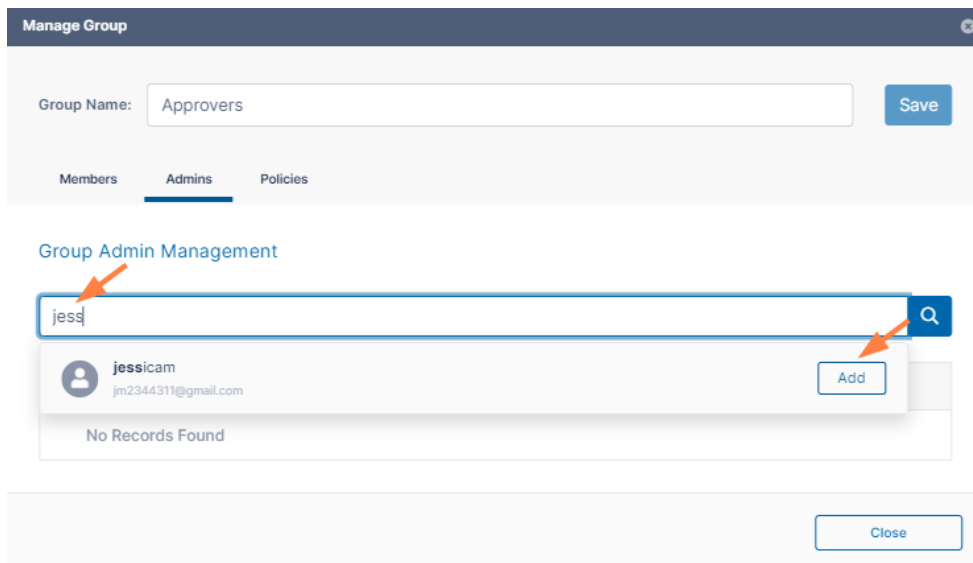 Manage Group
Group Name: Approvers Save
Members Admins Policies
Group Admin Management
jess
jessicam
jm2344311@gmail.com
Add
No Records Found
Close